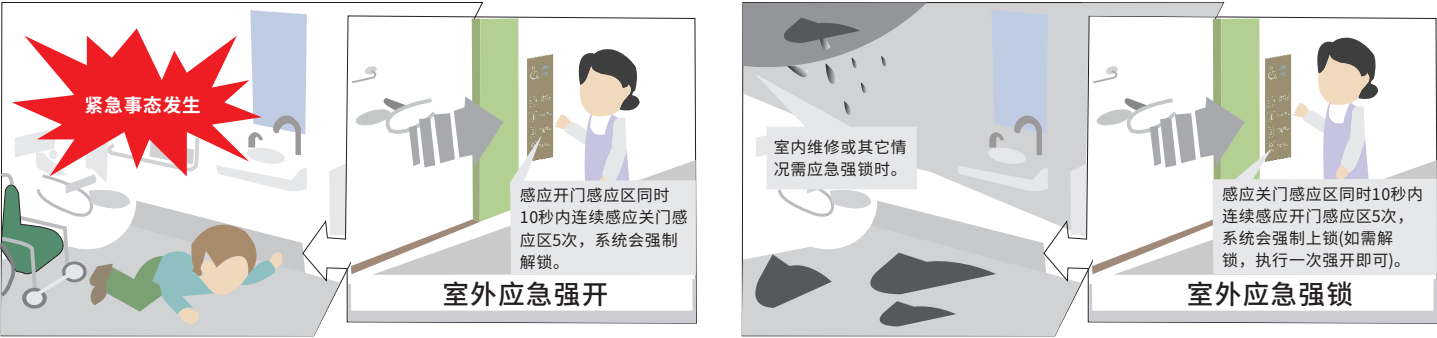 紧急事态发生
感应开门感应区同时
10秒内连续感应关门感
应区5次，系统会强制
解锁。
室外应急强开
室内维修或其它情
况需应急强锁时。
感应关门感应区同时10秒内
连续感应开门感应区5次，
系统会强制上锁(如需解
锁，执行一次强开即可)。
室外应急强锁